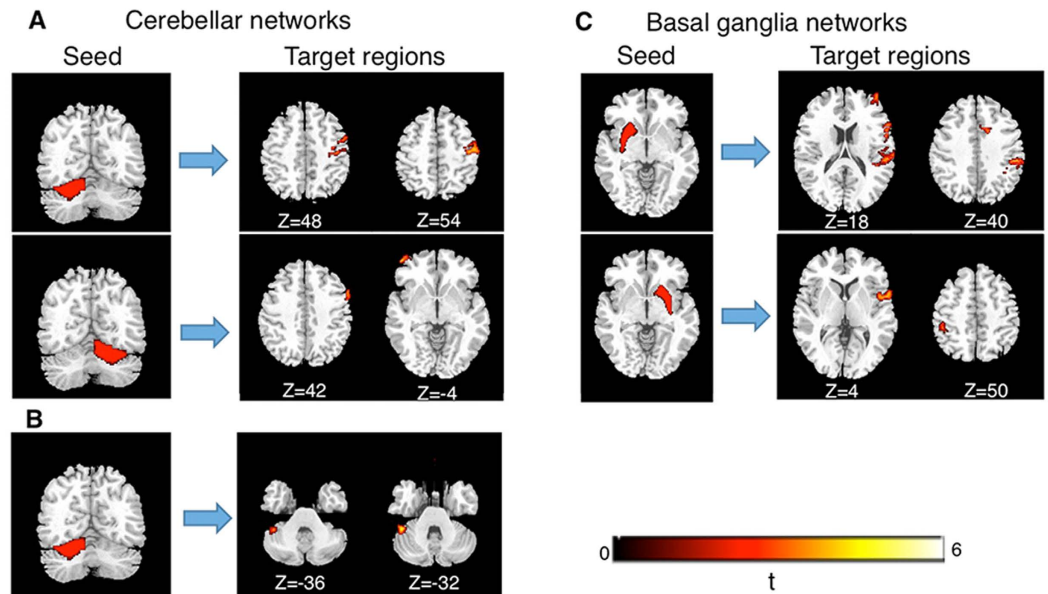 A Cerebellar networks
Seed Target regions
Z=48 Z=54
Z=42 Z=-4
B
Z=-36 Z=-32
C Basal ganglia networks
Seed Target regions
Z=18 Z=40
Z=4 Z=50
0 6
t